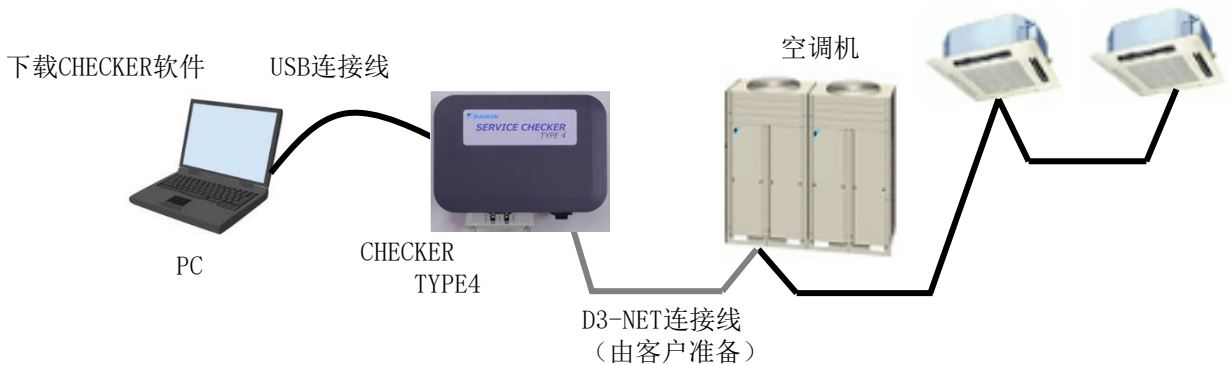 空调机
下载CHECKER软件
USB连接线
DAIKIN
SERVICE CHECKER
TYPE 4
PC
CHECKER
TYPE4
D3-NET连接线
（由客户准备）